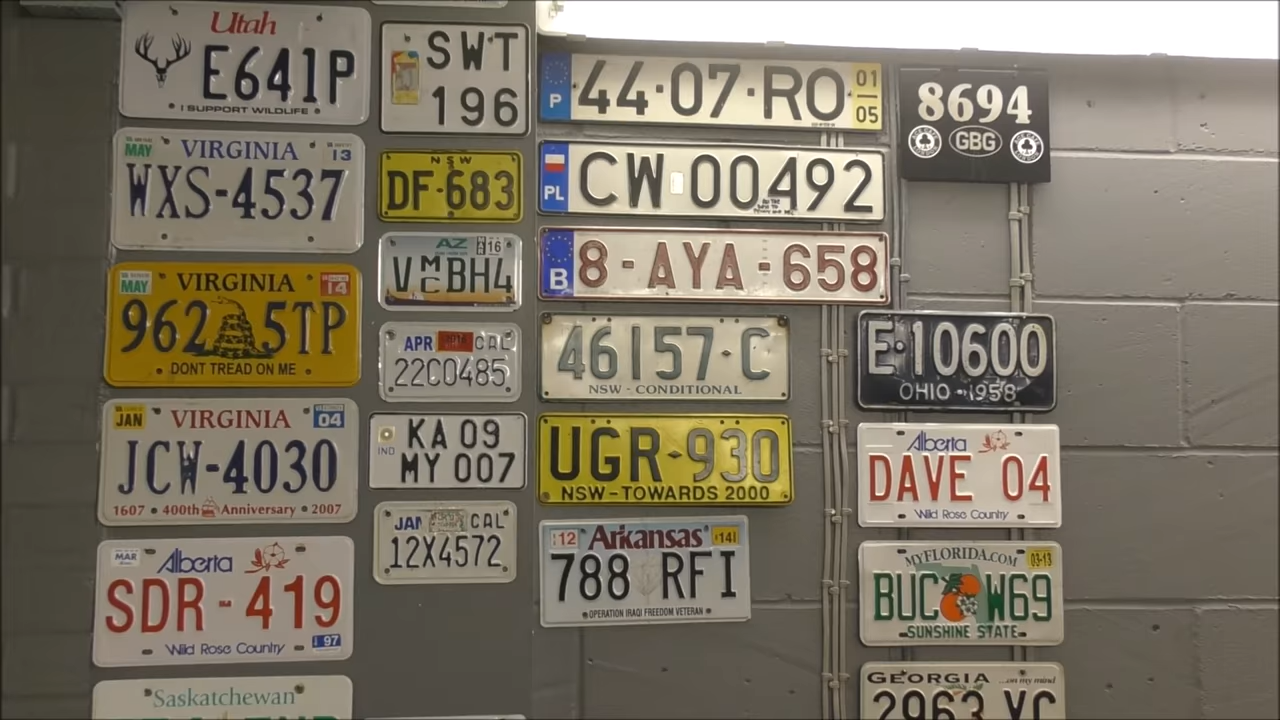 Utah
E641P
I SUPPORT WILDLIFE
MAY VIRGINIA 13
WXS-4537
MAY VIRGINIA 14
962 5TP
DONT TREAD ON ME
JAN VIRGINIA 04
JCW-4030
1607 • 400th Anniversary • 2007
MAR Alberta
SDR-419
Wild Rose Country 97
Saskatchewan
SWT
196
NSW
DF-683
AZ 16
V MC BH4
APR CAL
22C0485
KA 09
IND MY 007
JAN CAL
12X4572
P 44·07·RO 01 05
PL CW 00492
B 8-AYA-658
46157·C
NSW - CONDITIONAL
UGR-930
NSW-TOWARDS 2000
12 Arkansas 14
788 RFI
OPERATION IRAQI FREEDOM VETERAN
8694
GBG
E·10600
OHIO·1958
Alberta
DAVE 04
Wild Rose Country
MYFLORIDA.COM 03-13
BUC W69
SUNSHINE STATE
GEORGIA ...on my mind
2963 YC